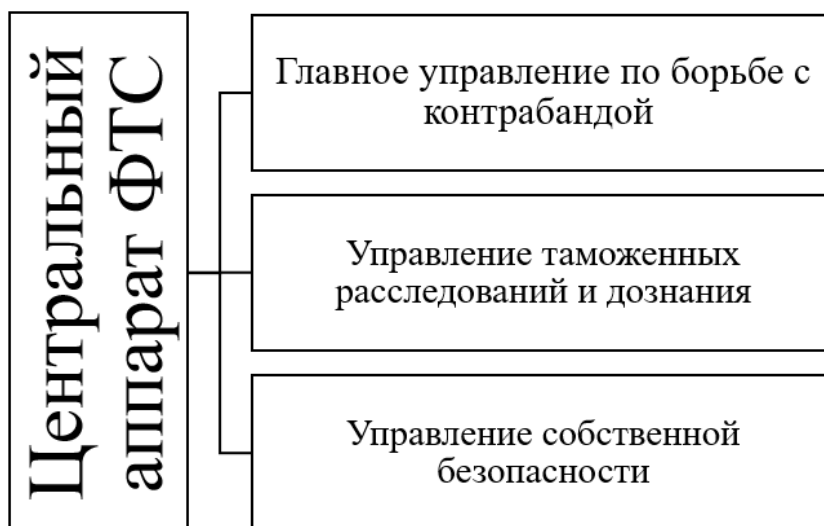 Центральный
аппарат ФТС
Главное управление по борьбе с
контрабандой
Управление таможенных
расследований и дознания
Управление собственной
безопасности